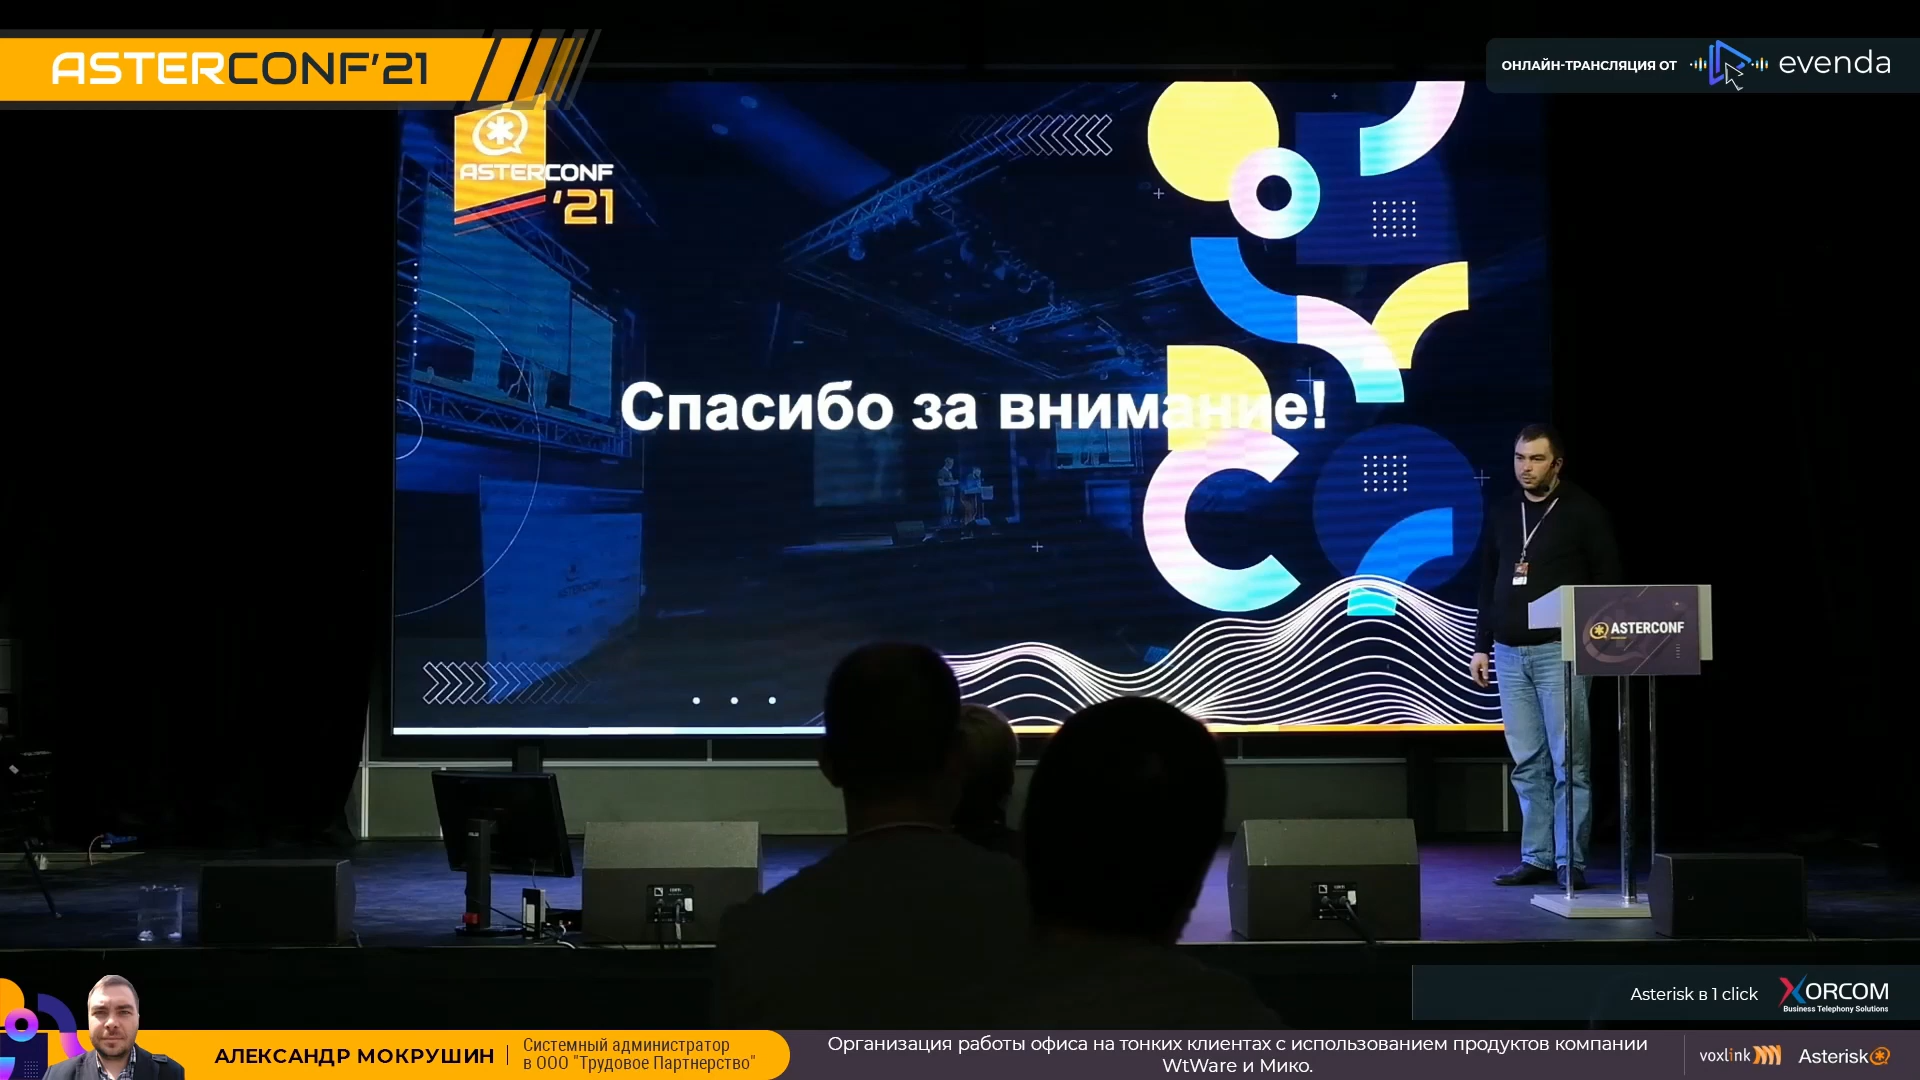 ASTERCONF’21
ОНЛАЙН-ТРАНСЛЯЦИЯ ОТ evenda
ASTERCONF
‘21
Спасибо за внимание!
ASTERCONF
Asterisk в 1 click
XORCOM
Business Telephony Solutions
АЛЕКСАНДР МОКРУШИН
Системный администратор
в ООО "Трудовое Партнерство"
Организация работы офиса на тонких клиентах с использованием продуктов компании
WtWare и Мико.
voxlink
Asterisk